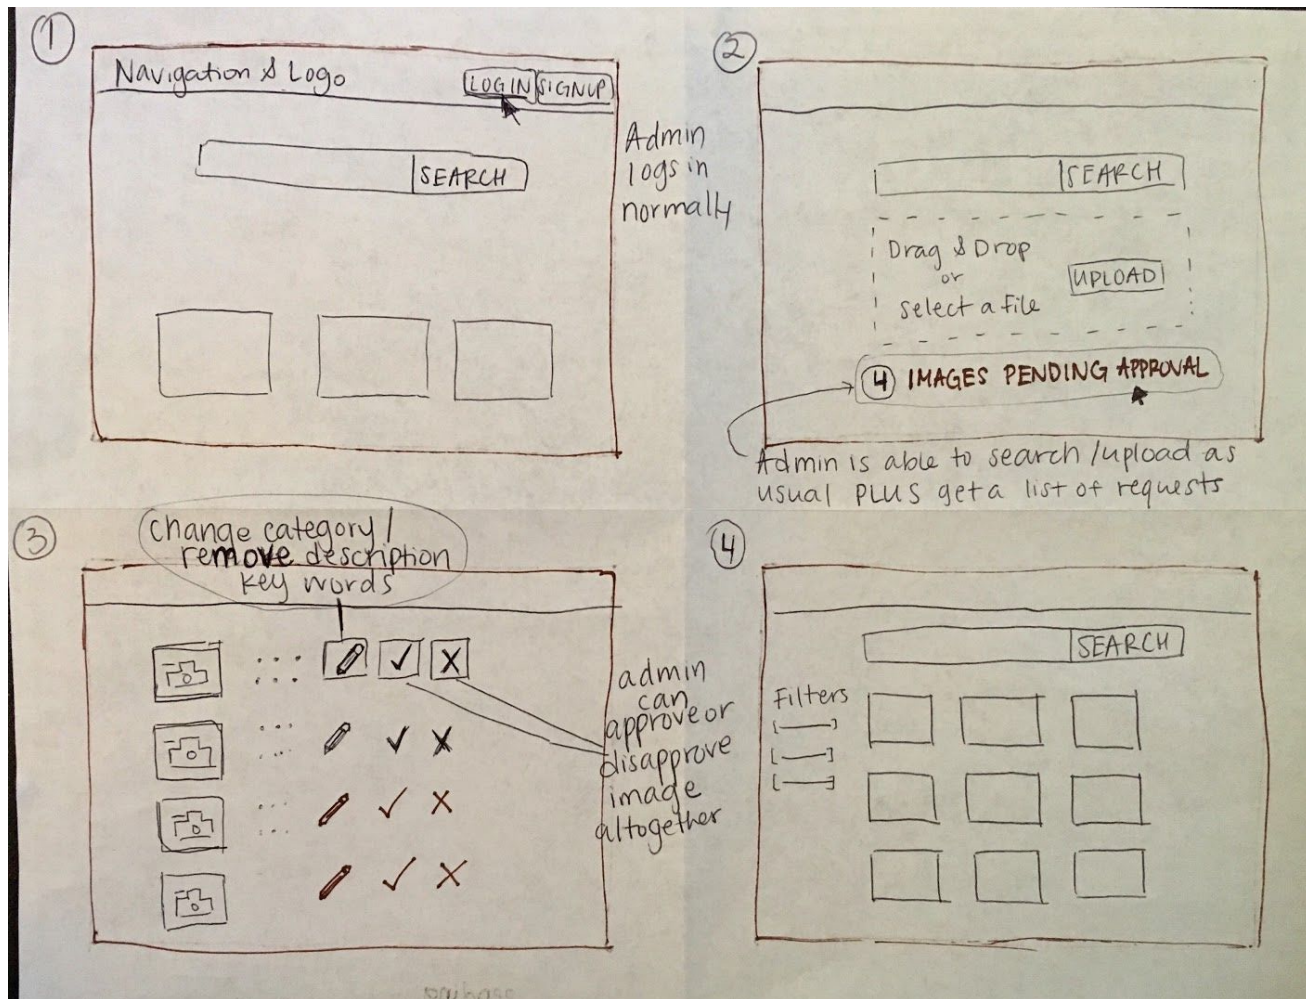 1
Navigation & Logo
LOGIN
SIGNUP
SEARCH
Admin
logs in
normally
2
SEARCH
Drag & Drop
or
select a file
UPLOAD
4 IMAGES PENDING APPROVAL
Admin is able to search/upload as
usual PLUS get a list of requests
3
change category/
remove description
key words
admin
can
approve or
disapprove
image
altogether
4
SEARCH
Filters